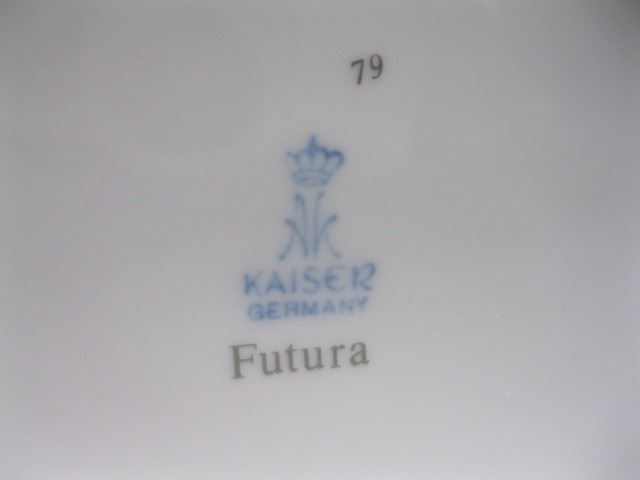 79
KAISER
GERMANY
Futura